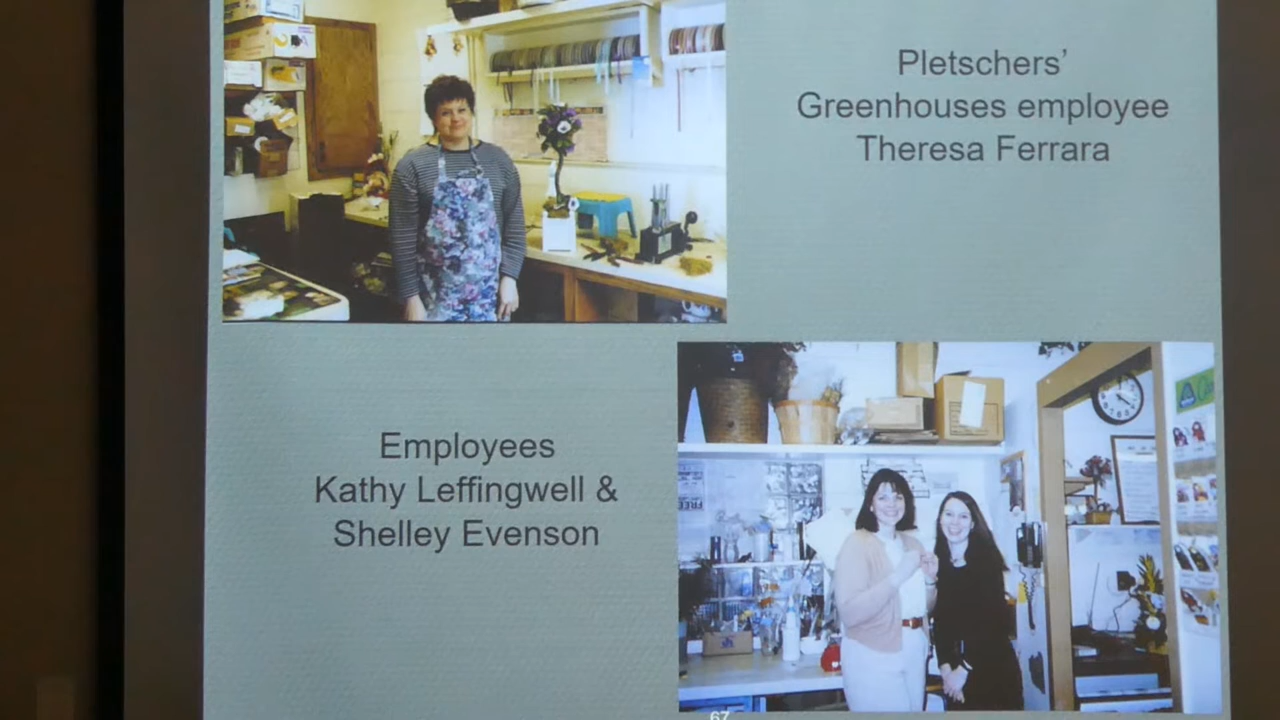 Pletschers'
Greenhouses employee
Theresa Ferrara
Employees
Kathy Leffingwell &
Shelley Evenson
67